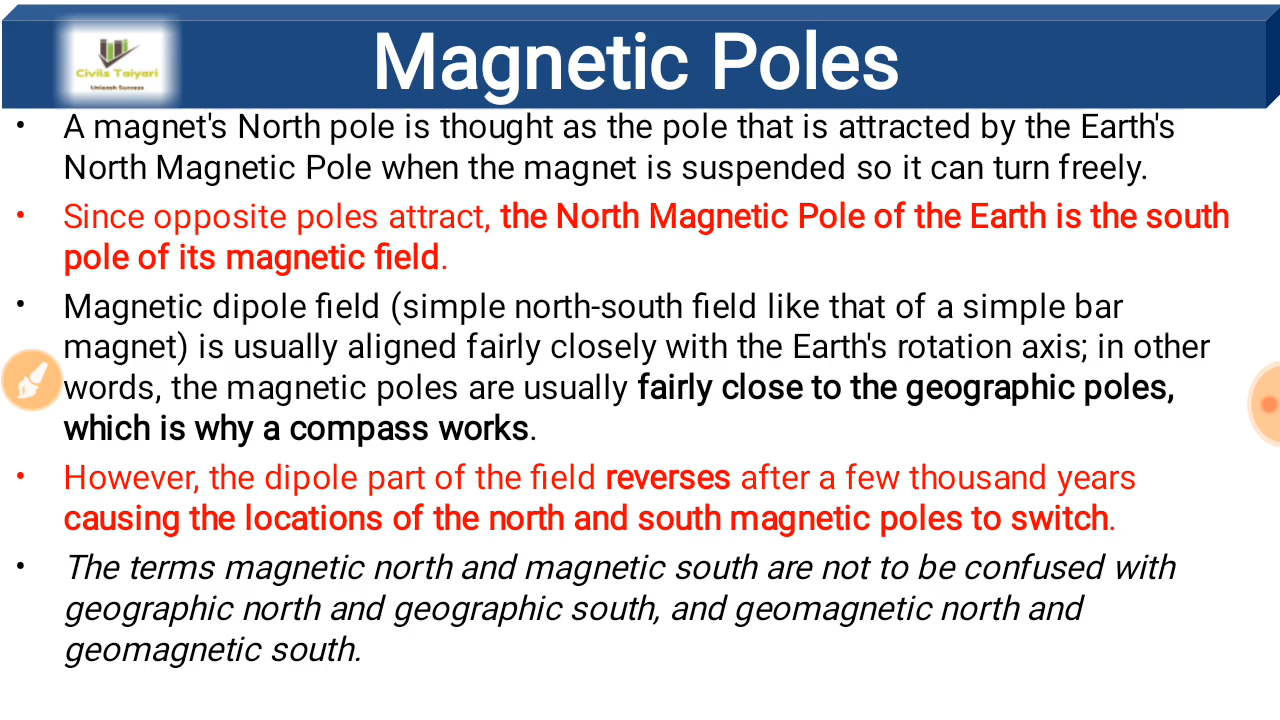 Magnetic Poles
Civils Taiyari
Unleash Success
• A magnet's North pole is thought as the pole that is attracted by the Earth's
North Magnetic Pole when the magnet is suspended so it can turn freely.
• Since opposite poles attract, the North Magnetic Pole of the Earth is the south
pole of its magnetic field.
• Magnetic dipole field (simple north-south field like that of a simple bar
magnet) is usually aligned fairly closely with the Earth's rotation axis; in other
words, the magnetic poles are usually fairly close to the geographic poles,
which is why a compass works.
• However, the dipole part of the field reverses after a few thousand years
causing the locations of the north and south magnetic poles to switch.
• The terms magnetic north and magnetic south are not to be confused with
geographic north and geographic south, and geomagnetic north and
geomagnetic south.